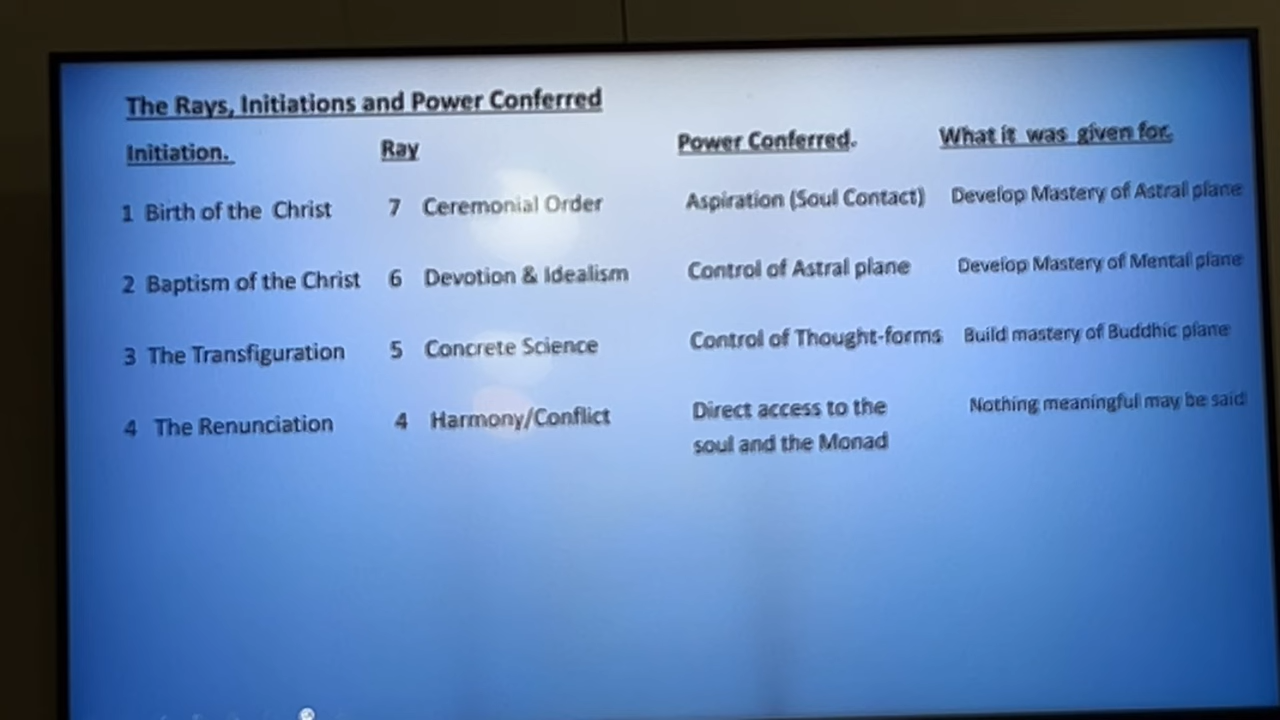 The Rays, Initiations and Power Conferred
Initiation. Ray Power Conferred. What it was given for.
1 Birth of the Christ 7 Ceremonial Order Aspiration (Soul Contact) Develop Mastery of Astral plane
2 Baptism of the Christ 6 Devotion & Idealism Control of Astral plane Develop Mastery of Mental plane
3 The Transfiguration 5 Concrete Science Control of Thought-forms Build mastery of Buddhic plane
4 The Renunciation 4 Harmony/Conflict Direct access to the Nothing meaningful may be said
soul and the Monad